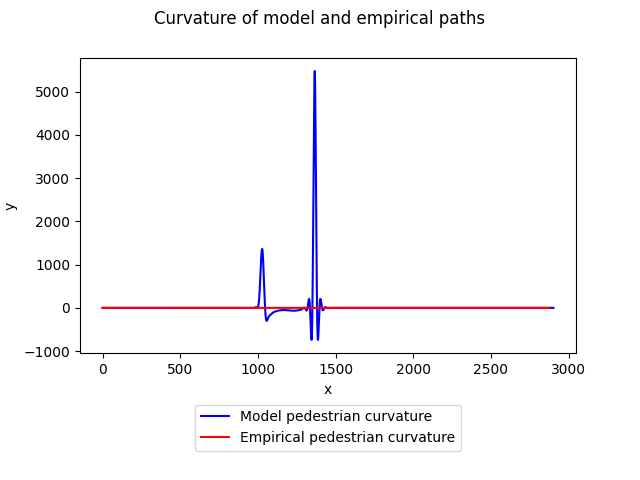 Curvature of model and empirical paths
5000
4000
3000
2000
1000
0
−1000
y
0 500 1000 1500 2000 2500 3000
x
Model pedestrian curvature
Empirical pedestrian curvature